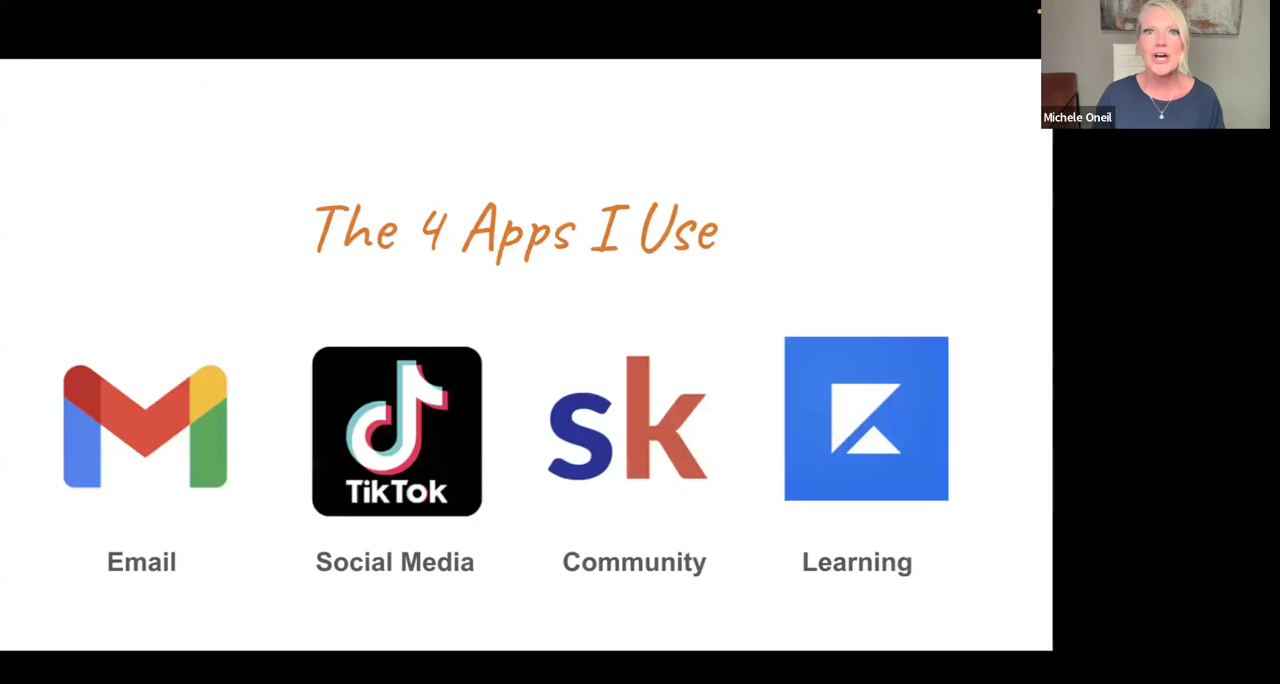 Michele Oneil
The 4 Apps I Use
TikTok
sk
Email
Social Media
Community
Learning